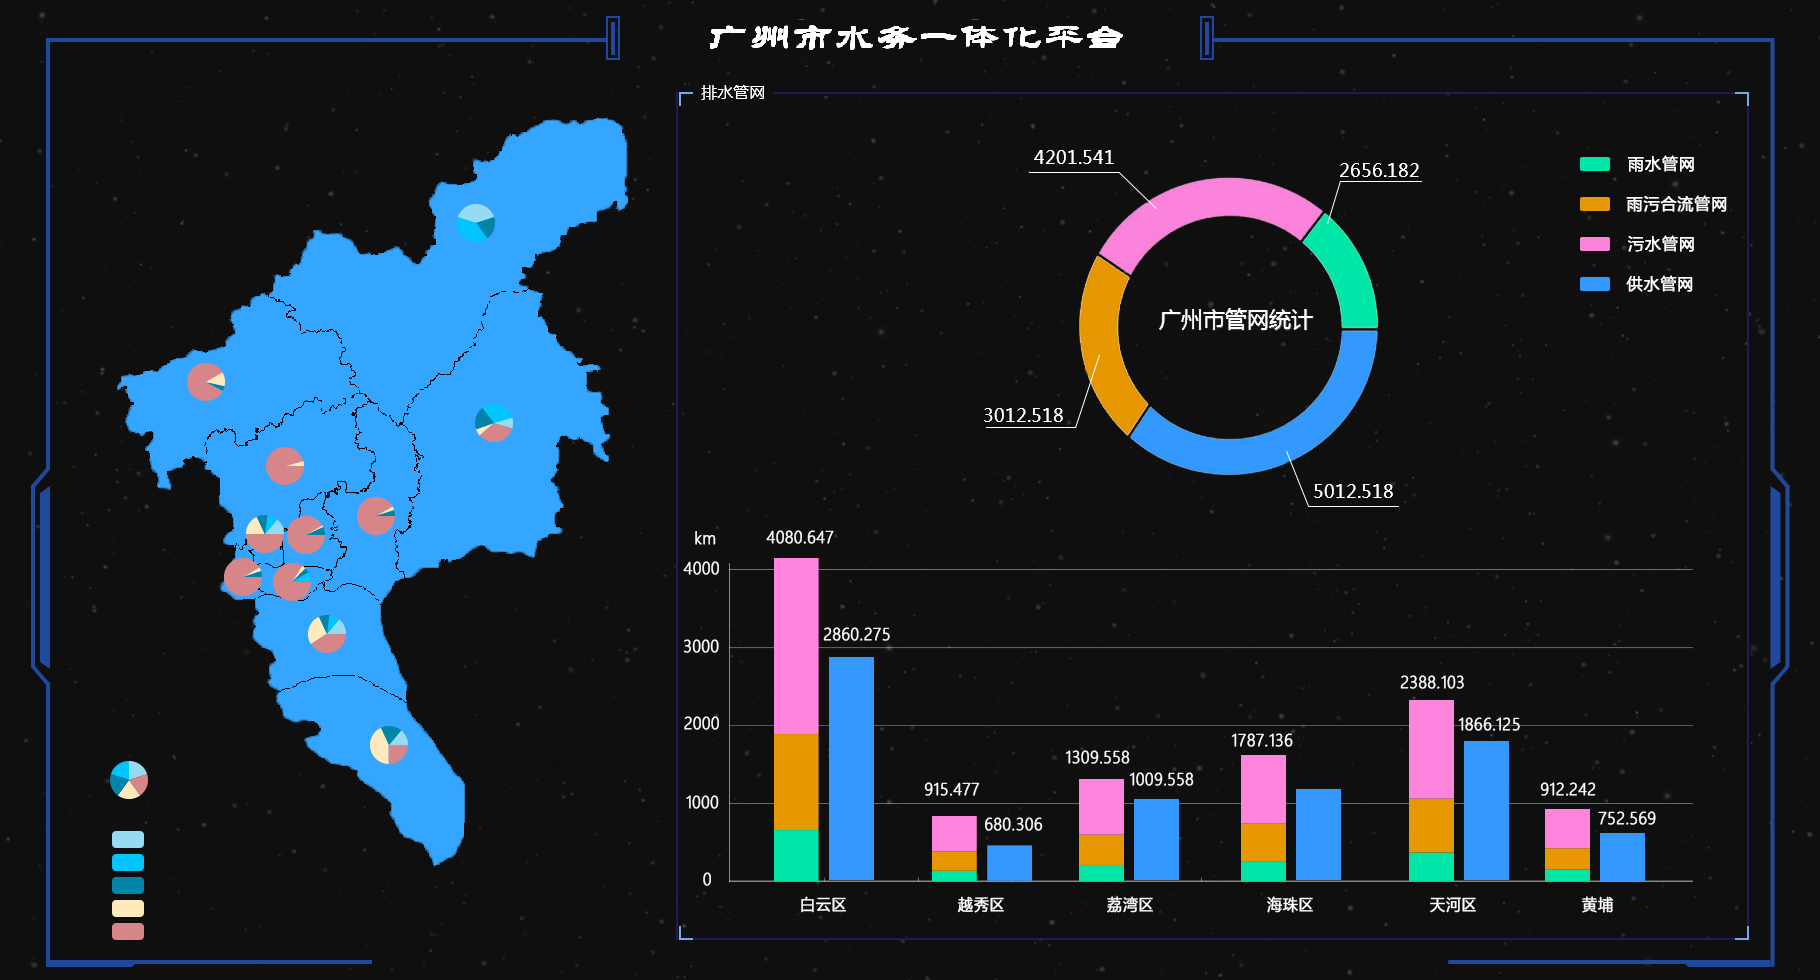 广州市水务一体化平台
排水管网
4201.541
2656.182
3012.518
5012.518
广州市管网统计
雨水管网
雨污合流管网
污水管网
供水管网
km
4000
3000
2000
1000
0
4080.647
2860.275
915.477
680.306
1309.558
1009.558
1787.136
2388.103
1866.125
912.242
752.569
白云区
越秀区
荔湾区
海珠区
天河区
黄埔